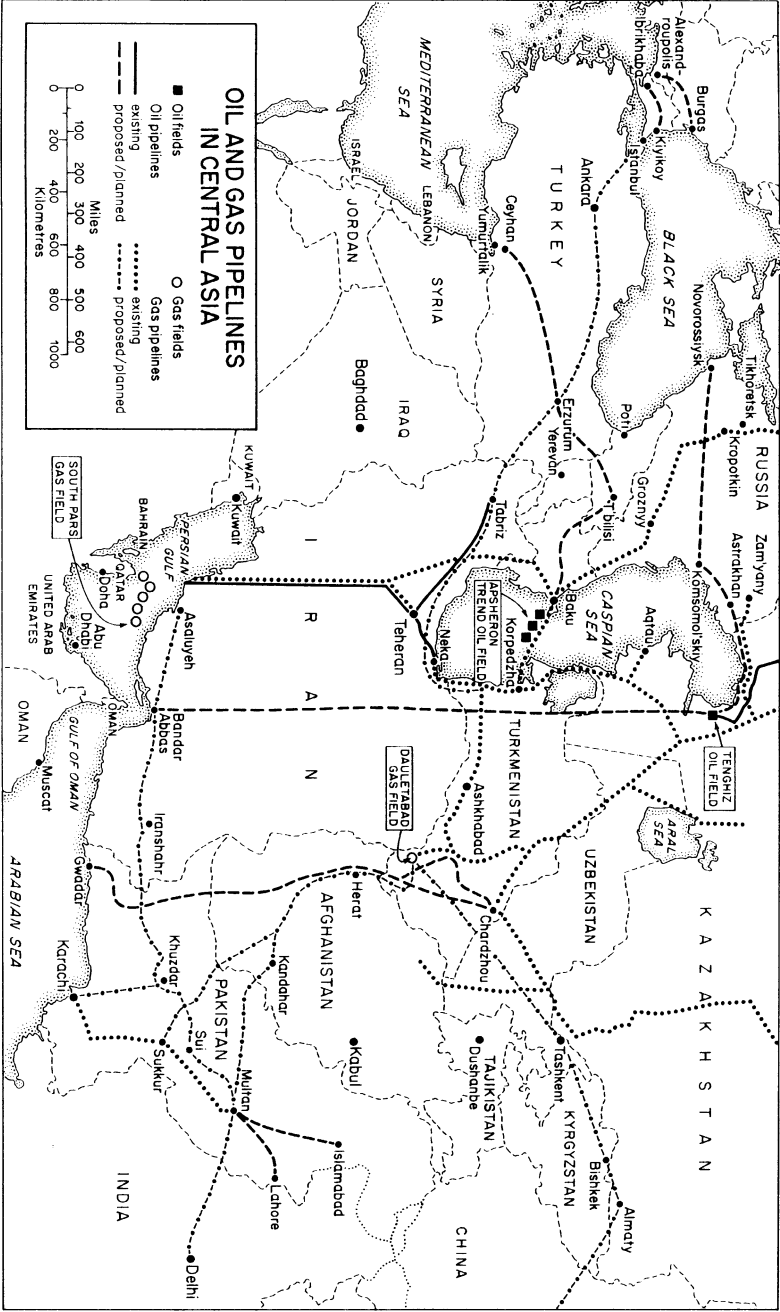 OIL AND GAS PIPELINES
IN CENTRAL ASIA
Oil fields
Gas fields
Oil pipelines
Gas pipelines
existing
existing
proposed/planned
proposed/planned
Miles
0 100 200 300 400 500 600
0 200 400 600 800 1000
Kilometres
Alexand-
roupolis
Ibrikhaba
Burgas
Kiyikoy
Istanbul
BLACK SEA
Novorossiysk
Tikhoretsk
Kropotkin
RUSSIA
Zam'yany
Astrakhan
Komsomol'skiy
TENGHIZ
OIL FIELD
ARAL
SEA
KAZAKHSTAN
Ankara
TURKEY
Ceyhan
Yumurtalik
Erzurum
Yerevan
Poti
T'bilisi
Groznyy
Baku
CASPIAN
SEA
Aqtau
APSHERON
TREND OIL FIELD
Korpedzha
TURKMENISTAN
UZBEKISTAN
Ashkhabad
Chardzhou
Tashkent
KYRGYZSTAN
Bishkek
Almaty
TAJIKISTAN
Dushanbe
CHINA
MEDITERRANEAN
SEA
LEBANON
ISRAEL
JORDAN
SYRIA
IRAQ
Baghdad
Tabriz
Teheran
Neka
IRAN
DAULETABAD
GAS FIELD
Herat
AFGHANISTAN
Kandahar
Kabul
KUWAIT
Kuwait
PERSIAN
GULF
SOUTH PARS
GAS FIELD
BAHRAIN
QATAR
Doha
Abu
Dhabi
UNITED ARAB
EMIRATES
Asaluyeh
Bandar
Abbas
OMAN
OMAN
GULF OF OMAN
Muscat
Iranshahr
Gwadar
ARABIAN SEA
Karachi
Khuzdar
PAKISTAN
Sui
Sukkur
Multan
Islamabad
Lahore
INDIA
Delhi